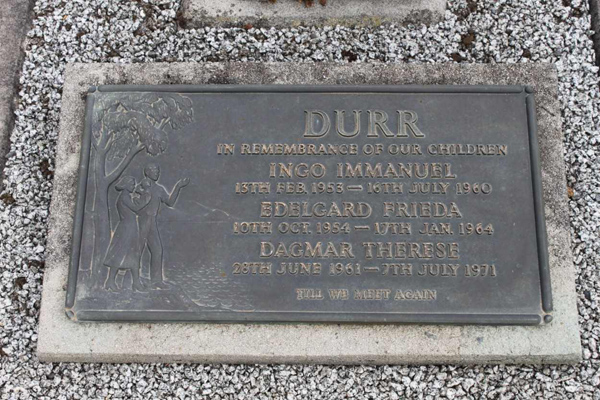 DURR
IN REMEMBRANCE OF OUR CHILDREN
INGO IMMANUEL
13TH FEB. 1953 — 16TH JULY 1960
EDELGARD FRIEDA
10TH OCT. 1954 — 17TH JAN. 1964
DAGMAR THERESE
28TH JUNE 1961 — 7TH JULY 1971
TILL WE MEET AGAIN